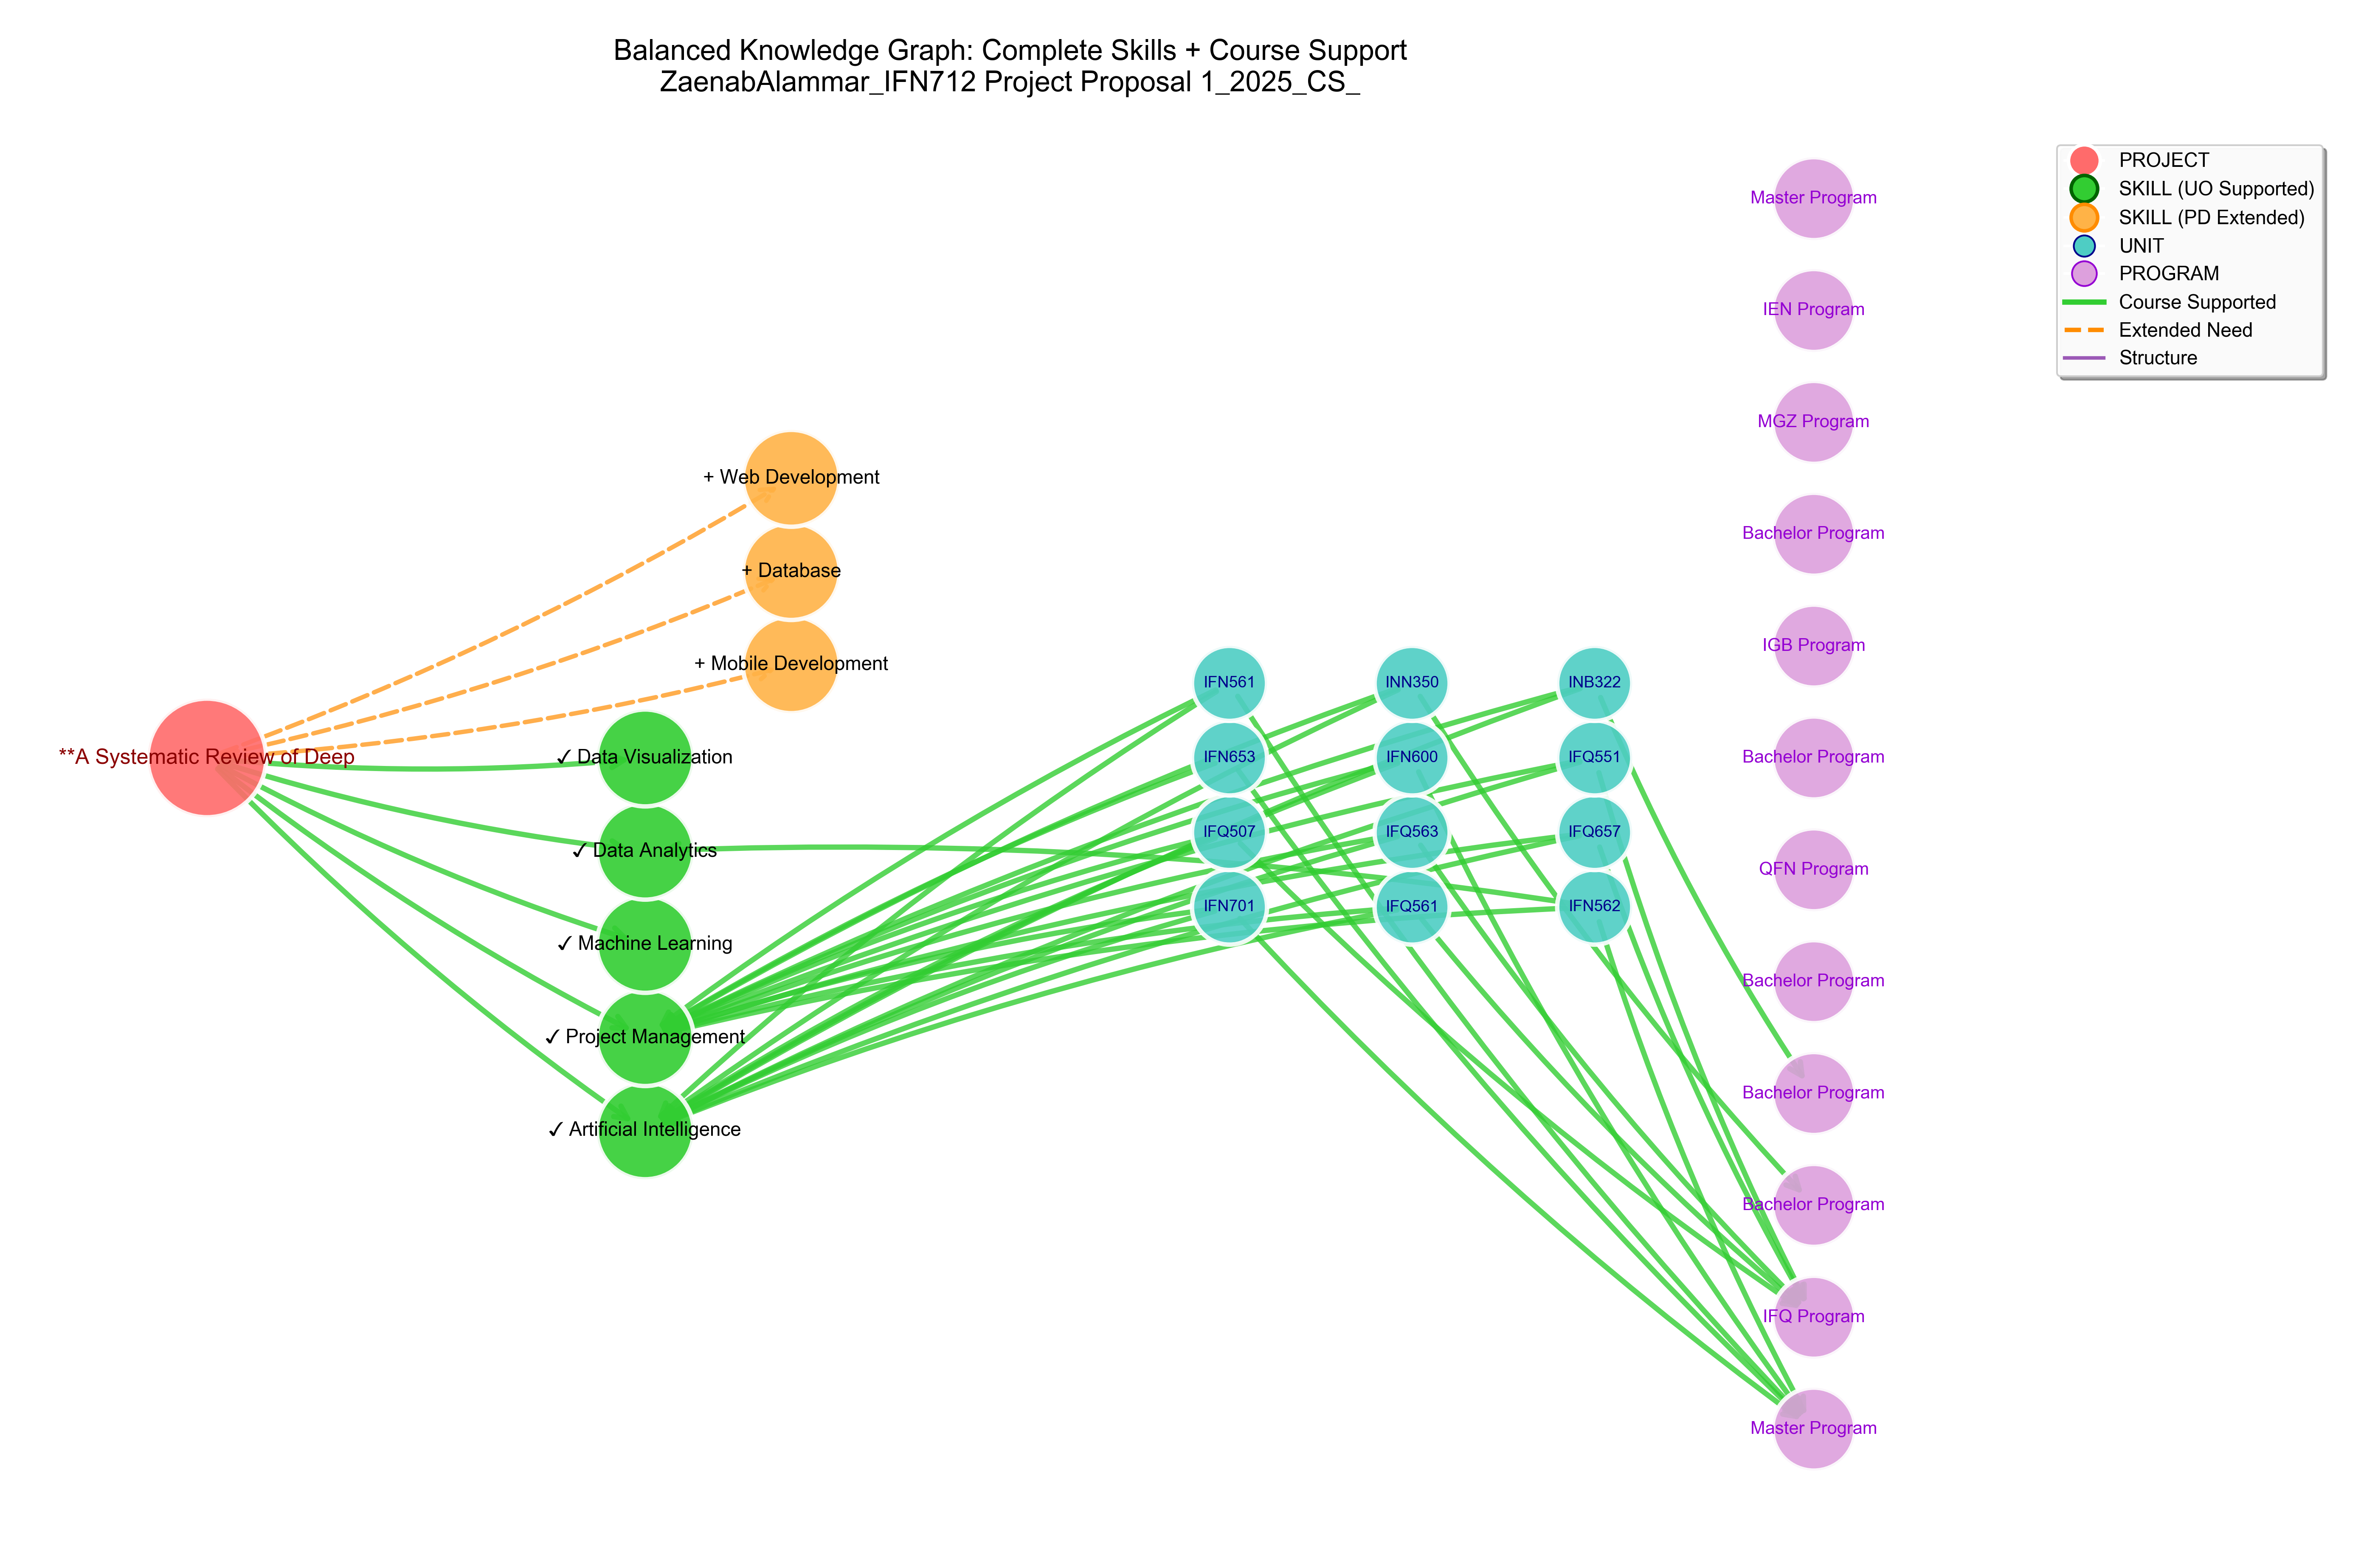 Balanced Knowledge Graph: Complete Skills + Course Support
ZaenabAlammar_IFN712 Project Proposal 1_2025_CS_
PROJECT
SKILL (UO Supported)
SKILL (PD Extended)
UNIT
PROGRAM
Course Supported
Extended Need
Structure
**A Systematic Review of Deep
+ Web Development
+ Database
+ Mobile Development
✓ Data Visualization
✓ Data Analytics
✓ Machine Learning
✓ Project Management
✓ Artificial Intelligence
IFN561
INN350
INB322
IFN653
IFN600
IFQ551
IFQ507
IFQ563
IFQ657
IFN701
IFQ561
IFN562
Master Program
IEN Program
MGZ Program
Bachelor Program
IGB Program
Bachelor Program
QFN Program
Bachelor Program
Bachelor Program
Bachelor Program
IFQ Program
Master Program